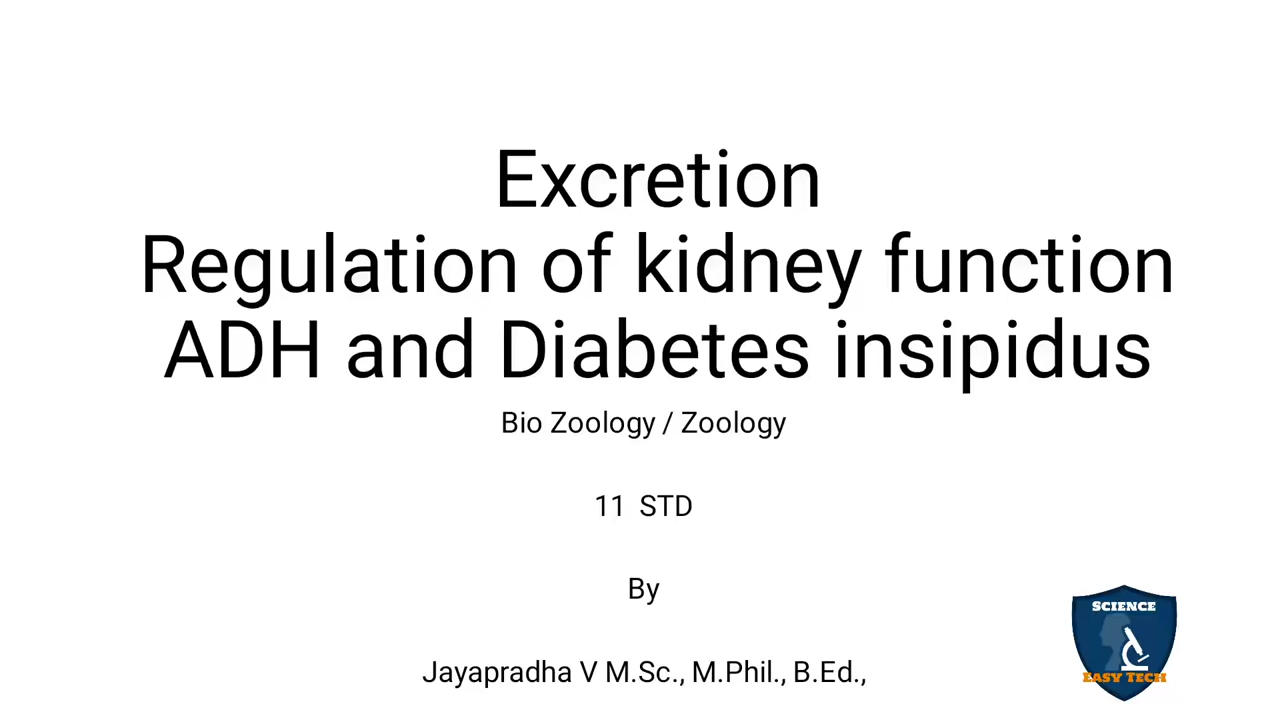 Excretion
Regulation of kidney function
ADH and Diabetes insipidus
Bio Zoology / Zoology
11 STD
By
Jayapradha V M.Sc., M.Phil., B.Ed.,
SCIENCE
EASY TECH